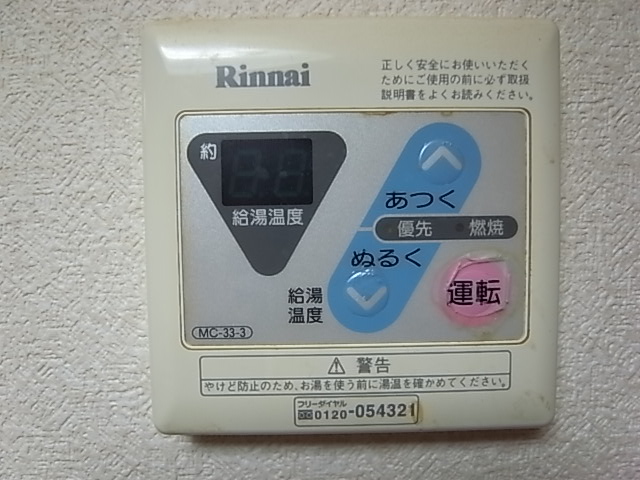 Rinnai
正しく安全にお使いいただく
ためにご使用の前に必ず取扱
説明書をよくお読みください。
約
給湯温度
あつく
優先 燃焼
ぬるく
給湯
温度
運転
MC-33-3
⚠ 警告
やけど防止のため、お湯を使う前に湯温を確かめてください。
フリーダイヤル
0120-054321